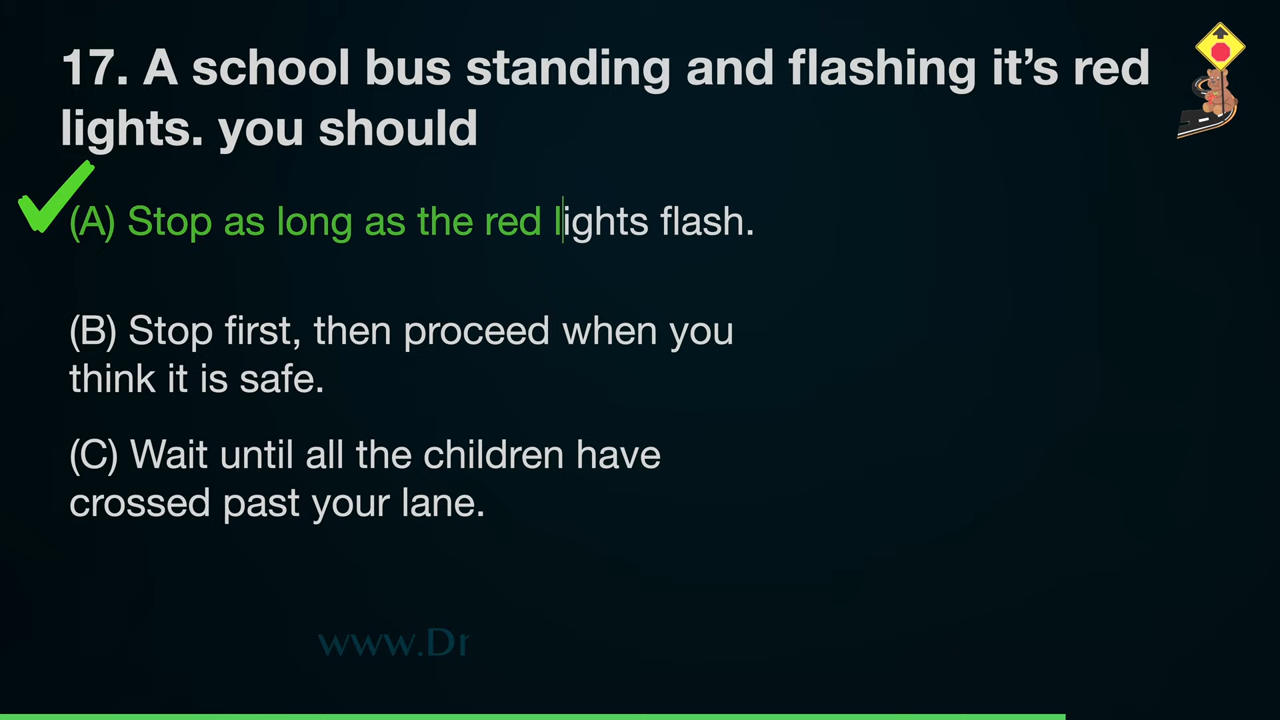 17. A school bus standing and flashing it’s red
lights. you should
(A) Stop as long as the red lights flash.
(B) Stop first, then proceed when you
think it is safe.
(C) Wait until all the children have
crossed past your lane.
www.Dr